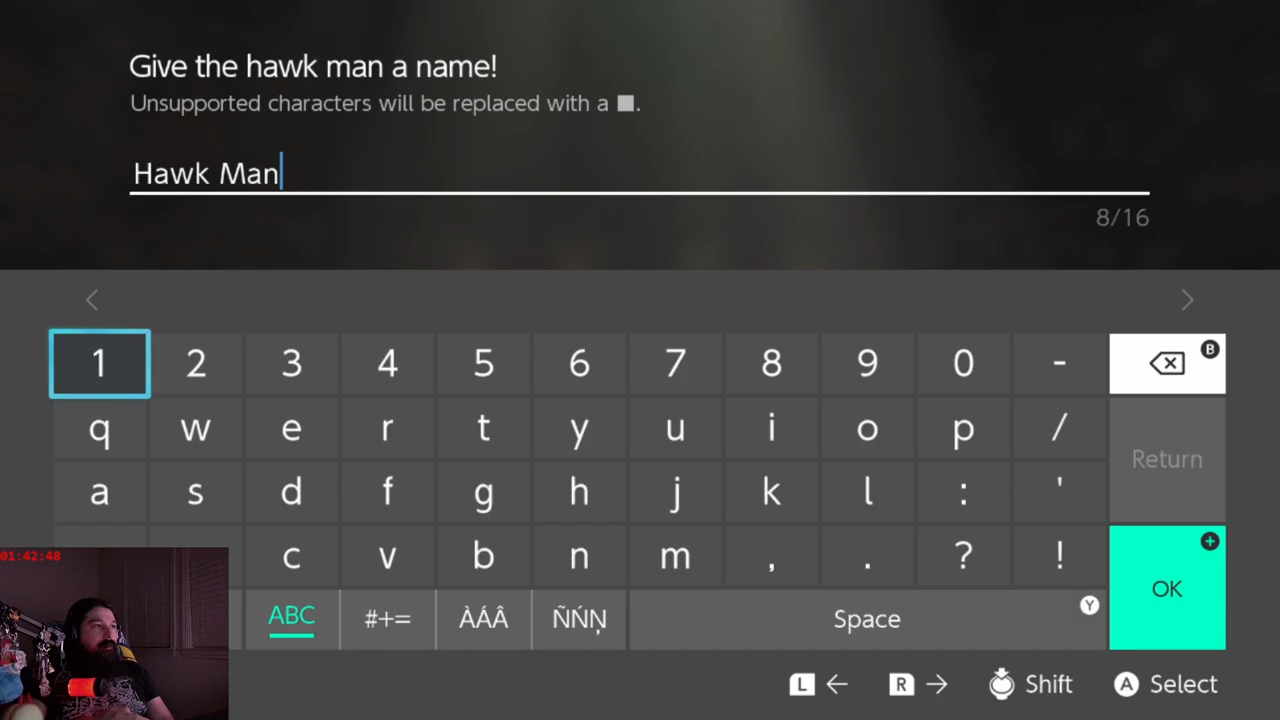 Give the hawk man a name!
Unsupported characters will be replaced with a ■.
Hawk Man
8/16
1 2 3 4 5 6 7 8 9 0 - B
q w e r t y u i o p /
Return
a s d f g h j k l : '
c v b n m , . ? ! +
OK
01:42:48
ABC #+= ÀÁÂ ÑŃŅ Space Y
L ← R → Shift A Select